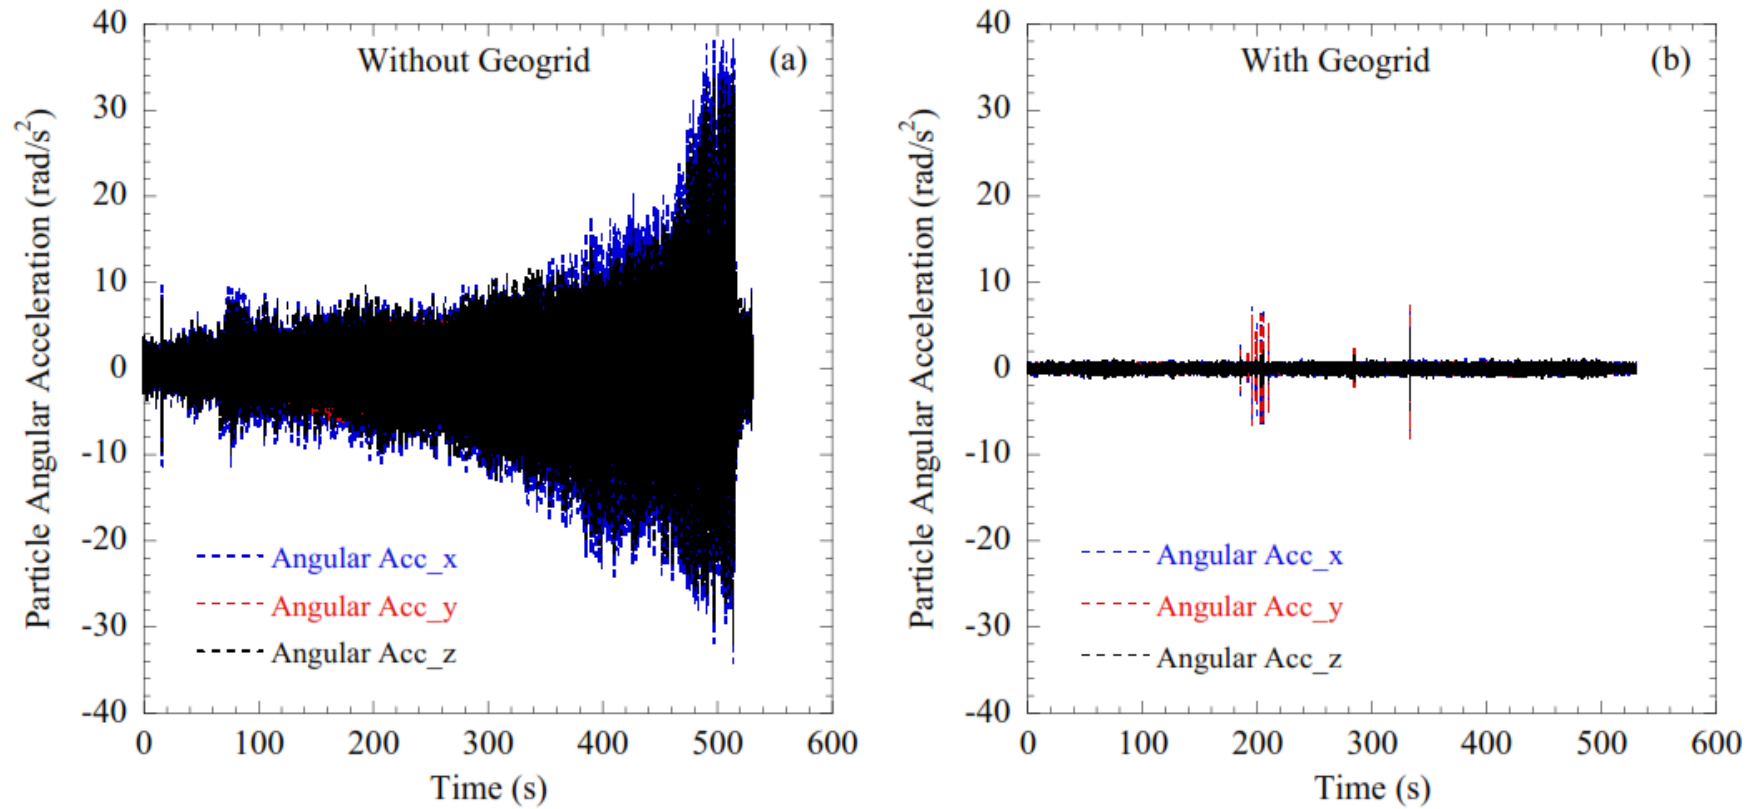 Without Geogrid
(a)
Particle Angular Acceleration (rad/s²)
40
30
20
10
0
-10
-20
-30
-40
Angular Acc_x
Angular Acc_y
Angular Acc_z
0 100 200 300 400 500 600
Time (s)
With Geogrid
(b)
Particle Angular Acceleration (rad/s²)
40
30
20
10
0
-10
-20
-30
-40
Angular Acc_x
Angular Acc_y
Angular Acc_z
0 100 200 300 400 500 600
Time (s)